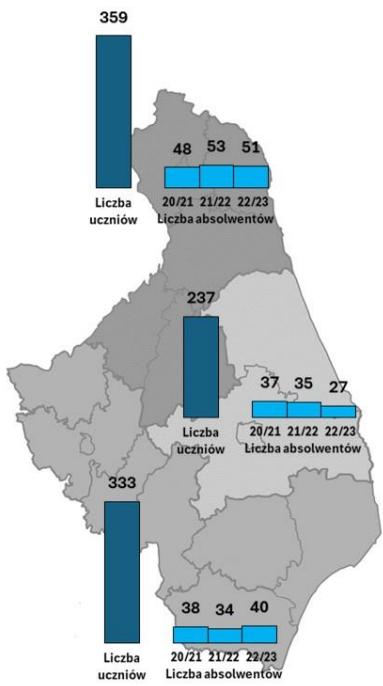 359
48 53 51
20/21 21/22 22/23
Liczba absolwentów
Liczba
uczniów
237
37 35 27
20/21 21/22 22/23
Liczba absolwentów
Liczba
uczniów
333
38 34 40
20/21 21/22 22/23
Liczba absolwentów
Liczba
uczniów